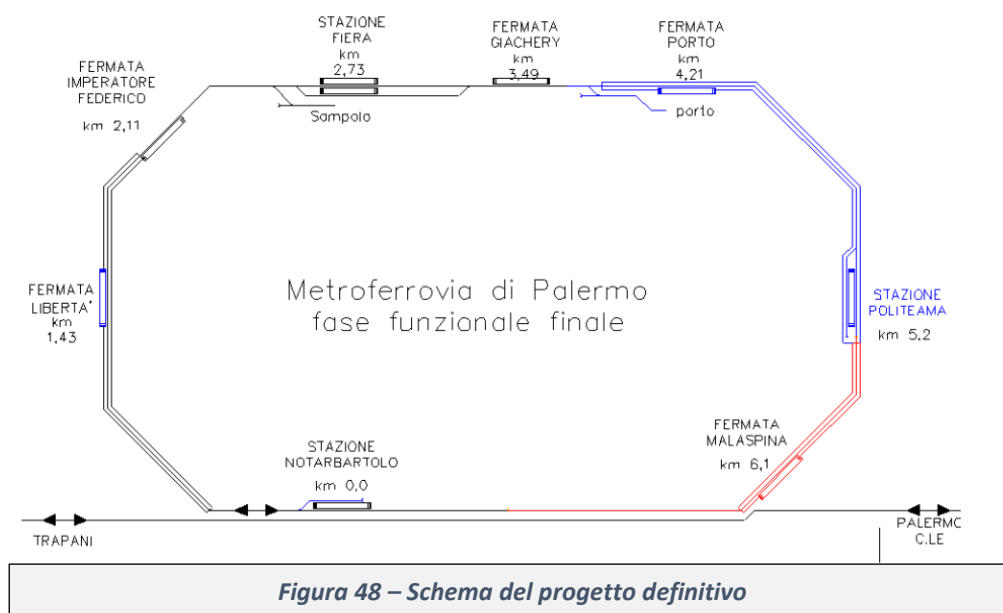 STAZIONE
FIERA
km
2,73
FERMATA
GIACHERY
km
3,49
FERMATA
PORTO
km
4,21
FERMATA
IMPERATORE
FEDERICO
km 2,11
Sampolo
porto
FERMATA
LIBERTA'
km
1,43
Metroferrovia di Palermo
fase funzionale finale
STAZIONE
POLITEAMA
km 5,2
FERMATA
MALASPINA
km 6,1
STAZIONE
NOTARBARTOLO
km 0,0
TRAPANI
PALERMO
C.LE
Figura 48 – Schema del progetto definitivo